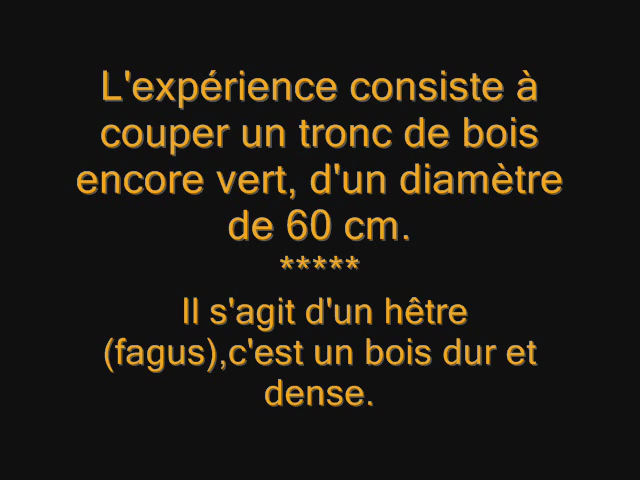 L'expérience consiste à
couper un tronc de bois
encore vert, d'un diamètre
de 60 cm.
*****
Il s'agit d'un hêtre
(fagus),c'est un bois dur et
dense.